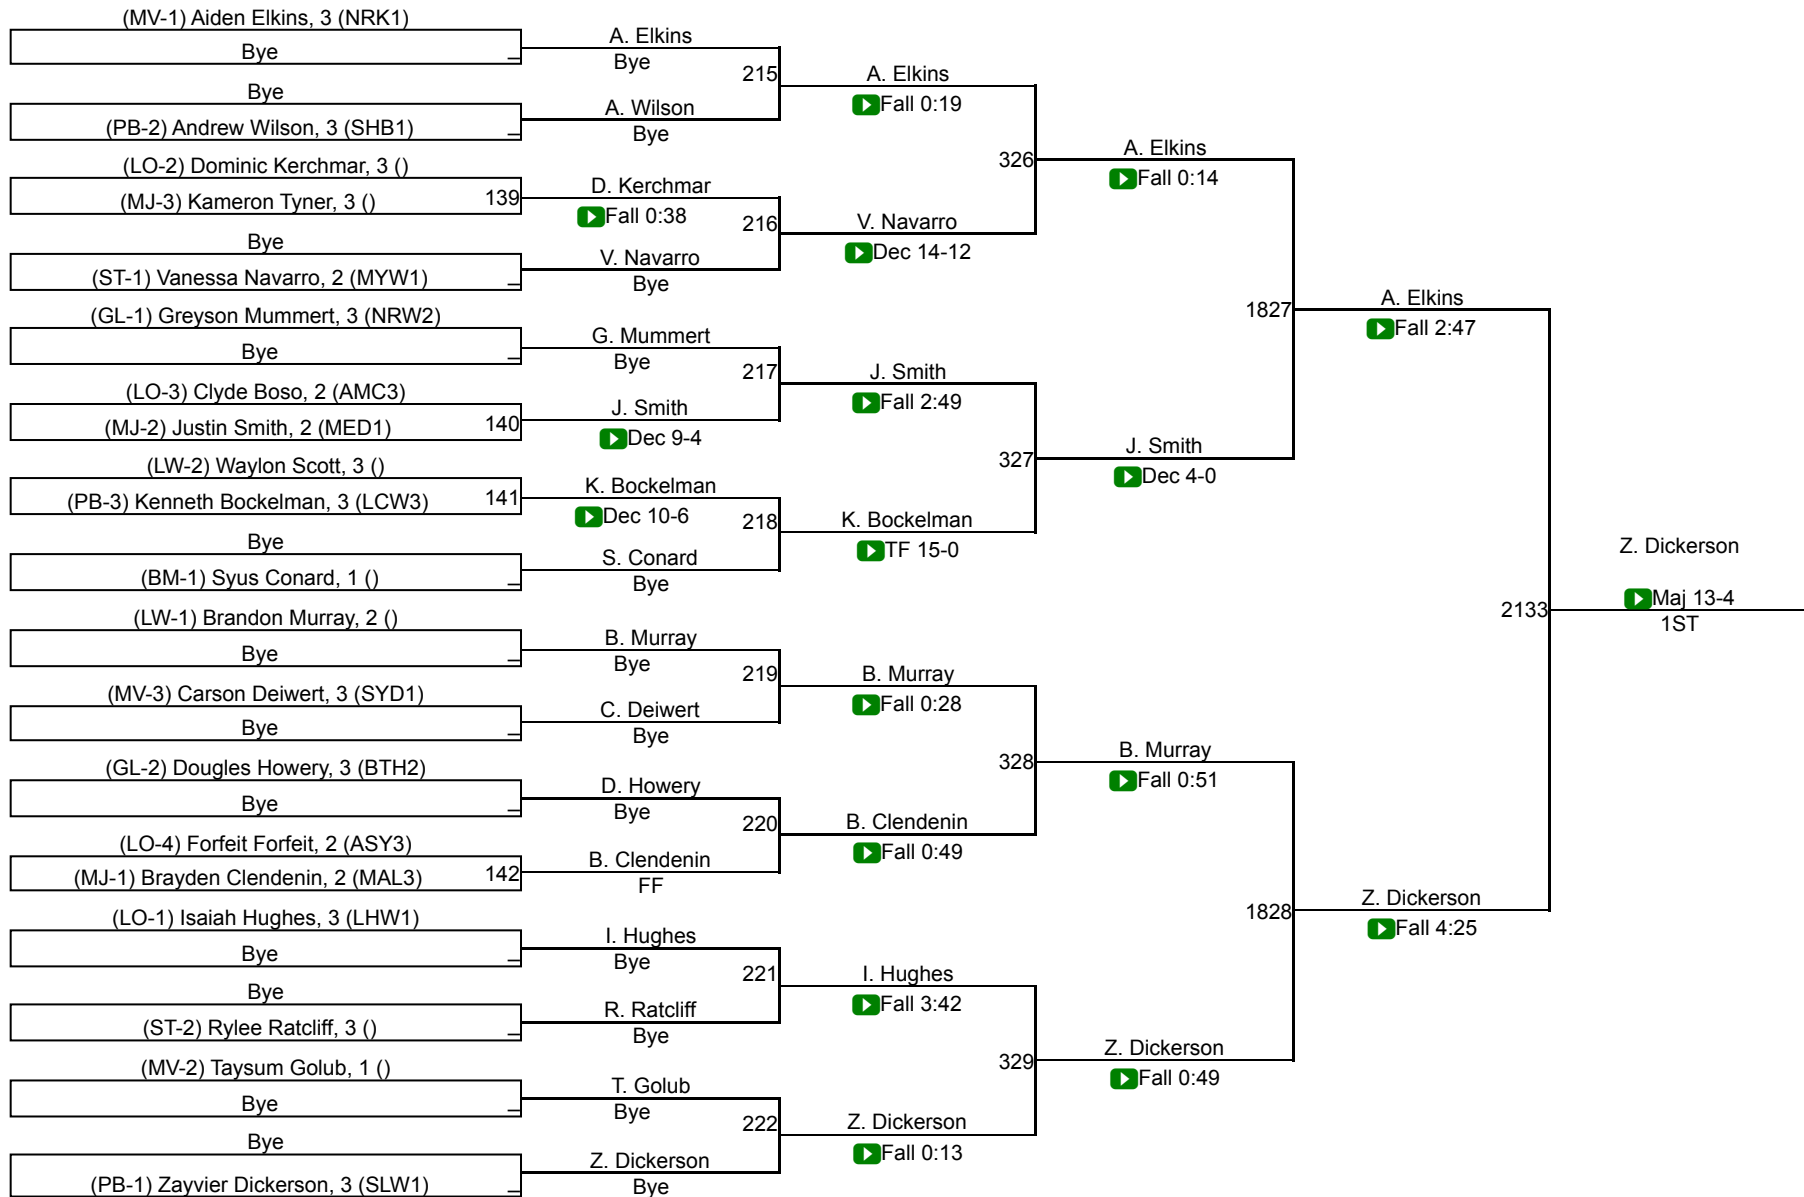 (MV-1) Aiden Elkins, 3 (NRK1)
Bye
Bye
(PB-2) Andrew Wilson, 3 (SHB1)
(LO-2) Dominic Kerchmar, 3 ()
(MJ-3) Kameron Tyner, 3 ()
139
Bye
(ST-1) Vanessa Navarro, 2 (MYW1)
(GL-1) Greyson Mummert, 3 (NRW2)
Bye
(LO-3) Clyde Boso, 2 (AMC3)
(MJ-2) Justin Smith, 2 (MED1)
140
(LW-2) Waylon Scott, 3 ()
(PB-3) Kenneth Bockelman, 3 (LCW3)
141
Bye
(BM-1) Syus Conard, 1 ()
(LW-1) Brandon Murray, 2 ()
Bye
(MV-3) Carson Deiwert, 3 (SYD1)
Bye
(GL-2) Dougles Howery, 3 (BTH2)
Bye
(LO-4) Forfeit Forfeit, 2 (ASY3)
(MJ-1) Brayden Clendenin, 2 (MAL3)
142
(LO-1) Isaiah Hughes, 3 (LHW1)
Bye
Bye
(ST-2) Rylee Ratcliff, 3 ()
(MV-2) Taysum Golub, 1 ()
Bye
Bye
(PB-1) Zayvier Dickerson, 3 (SLW1)
A. Elkins
Bye
215
A. Wilson
Bye
D. Kerchmar
Fall 0:38
216
V. Navarro
Bye
G. Mummert
Bye
217
J. Smith
Dec 9-4
K. Bockelman
Dec 10-6
218
S. Conard
Bye
B. Murray
Bye
219
C. Deiwert
Bye
D. Howery
Bye
220
B. Clendenin
FF
I. Hughes
Bye
221
R. Ratcliff
Bye
T. Golub
Bye
222
Z. Dickerson
Bye
A. Elkins
Fall 0:19
326
V. Navarro
Dec 14-12
J. Smith
Fall 2:49
327
K. Bockelman
TF 15-0
B. Murray
Fall 0:28
328
B. Clendenin
Fall 0:49
I. Hughes
Fall 3:42
329
Z. Dickerson
Fall 0:13
A. Elkins
Fall 0:14
1827
J. Smith
Dec 4-0
B. Murray
Fall 0:51
1828
Z. Dickerson
Fall 0:49
A. Elkins
Fall 2:47
2133
Z. Dickerson
Fall 4:25
Z. Dickerson
Maj 13-4
1ST